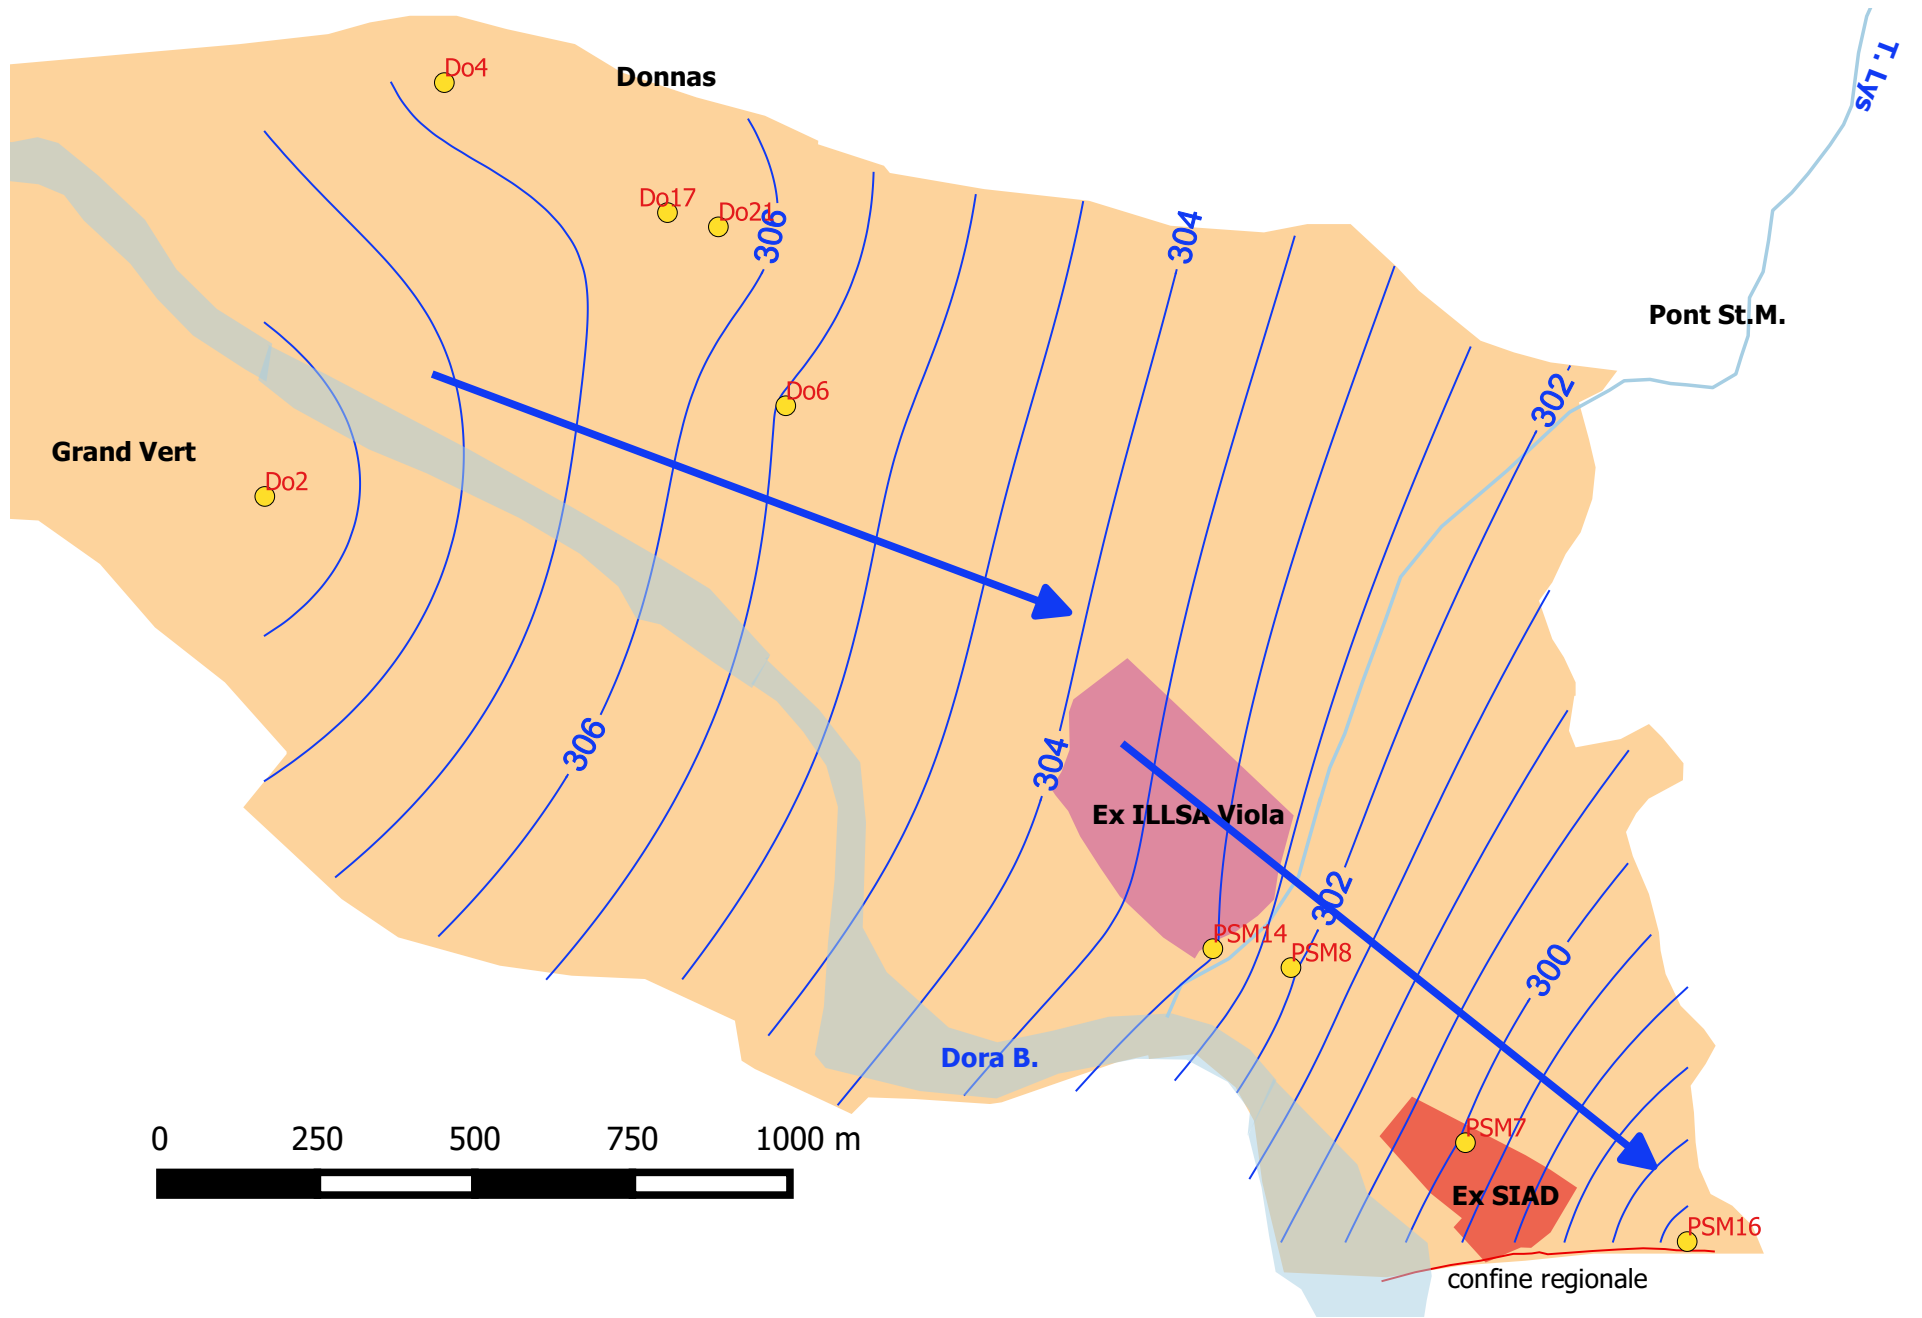 Do4
Donnas
T. Lys
Do17
Do21
306
304
Pont St.M.
302
Do6
Grand Vert
Do2
306
304
Ex ILLSA Viola
302
PSM14
PSM8
300
Dora B.
0 250 500 750 1000 m
PSM7
Ex SIAD
PSM16
confine regionale